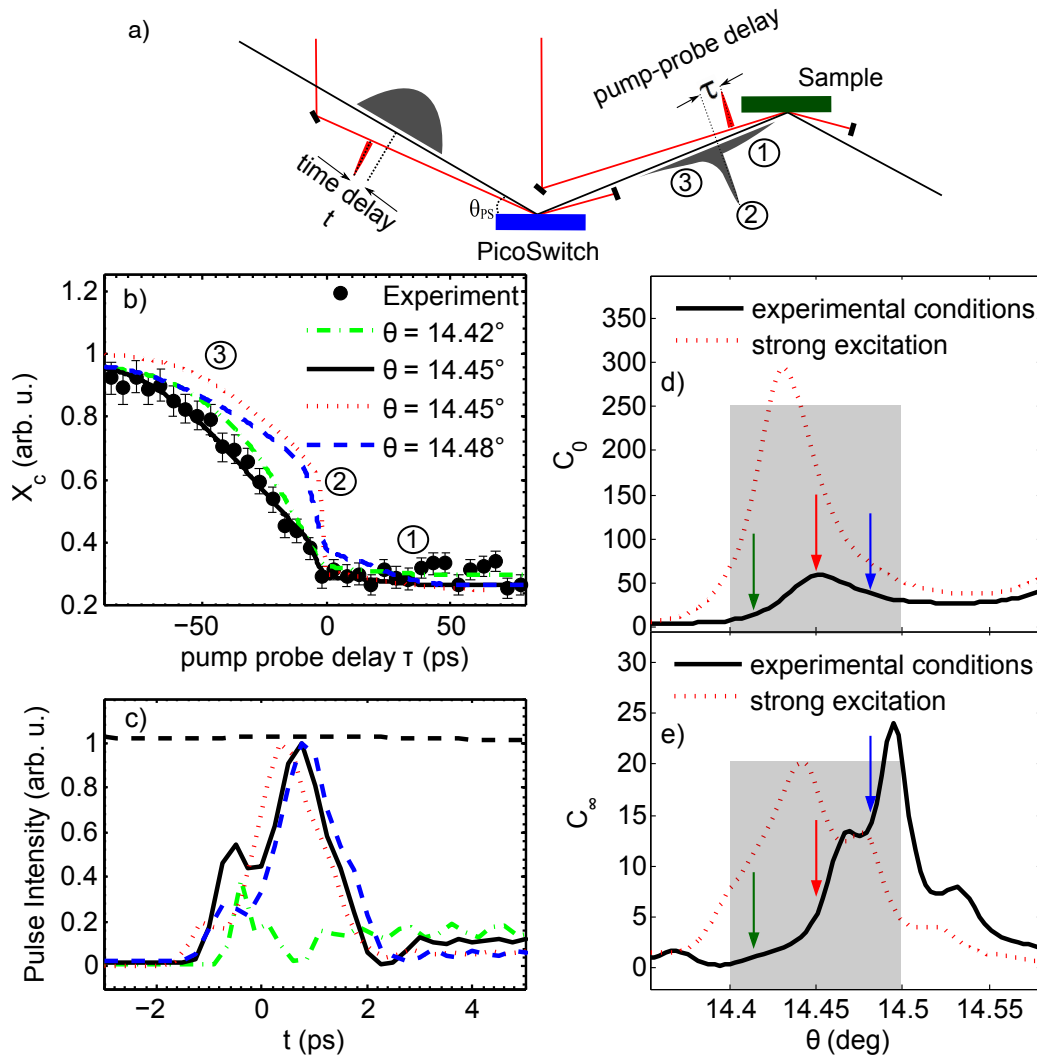 a)
pump-probe delay
τ
Sample
time delay
t
θPS
PicoSwitch
①
②
③
b)
Experiment
θ = 14.42°
θ = 14.45°
θ = 14.45°
θ = 14.48°
③
②
①
1.2
1
0.8
0.6
0.4
0.2
Xc (arb. u.)
−50
0
50
pump probe delay τ (ps)
c)
1
0.8
0.6
0.4
0.2
0
Pulse Intensity (arb. u.)
−2
0
2
4
t (ps)
experimental conditions
strong excitation
d)
350
300
250
200
150
100
50
0
C0
experimental conditions
strong excitation
e)
30
25
20
15
10
5
0
C∞
14.4
14.45
14.5
14.55
θ (deg)